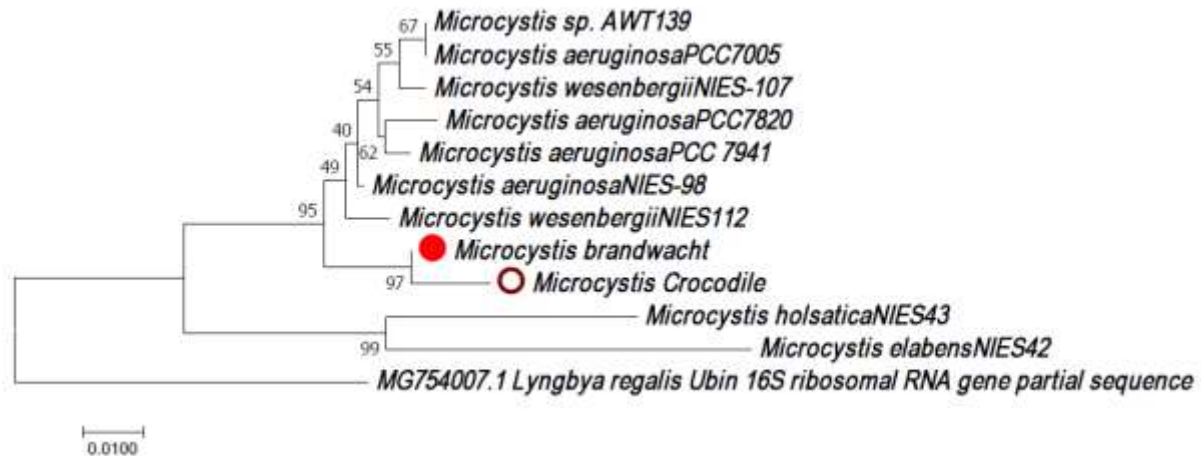 67
Microcystis sp. AWT139
55
Microcystis aeruginosaPCC7005
Microcystis wesenbergiiNIES-107
54
Microcystis aeruginosaPCC7820
40
62
Microcystis aeruginosaPCC 7941
49
Microcystis aeruginosaNIES-98
95
Microcystis wesenbergiiNIES112
Microcystis brandwacht
97
Microcystis Crocodile
Microcystis holsaticaNIES43
99
Microcystis elabensNIES42
MG754007.1 Lyngbya regalis Ubin 16S ribosomal RNA gene partial sequence
0.0100